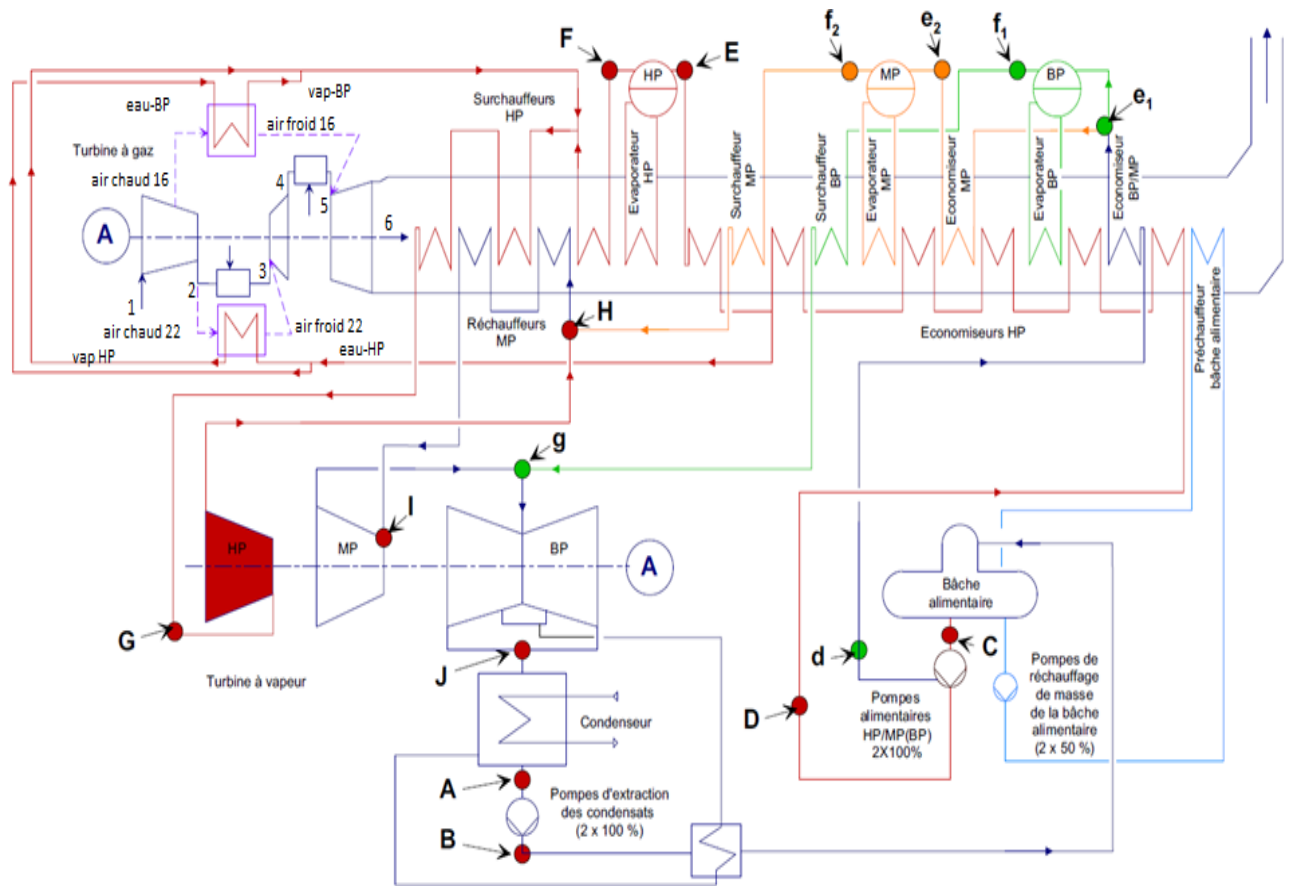 F
HP
E
f2
MP
e2
f1
BP
e1
eau-BP
vap-BP
air froid 16
Surchauffeurs
HP
Turbine à gaz
air chaud 16
Evaporateur
HP
Surchauffeur
MP
Surchauffeur
BP
Evaporateur
MP
Economiseur
MP
Evaporateur
BP
Economiseur
BP/MP
A
1
2
3
4
5
6
air chaud 22
air froid 22
vap HP
eau-HP
Réchauffeurs
MP
H
Economiseurs HP
Préchauffeur
bâche alimentaire
g
I
HP
MP
BP
A
G
Turbine à vapeur
J
Condenseur
A
Pompes d'extraction
des condensats
(2 x 100 %)
B
Bâche
alimentaire
C
d
D
Pompes
alimentaires
HP/MP(BP)
2X100%
Pompes de
réchauffage
de masse
de la bâche
alimentaire
(2 x 50 %)